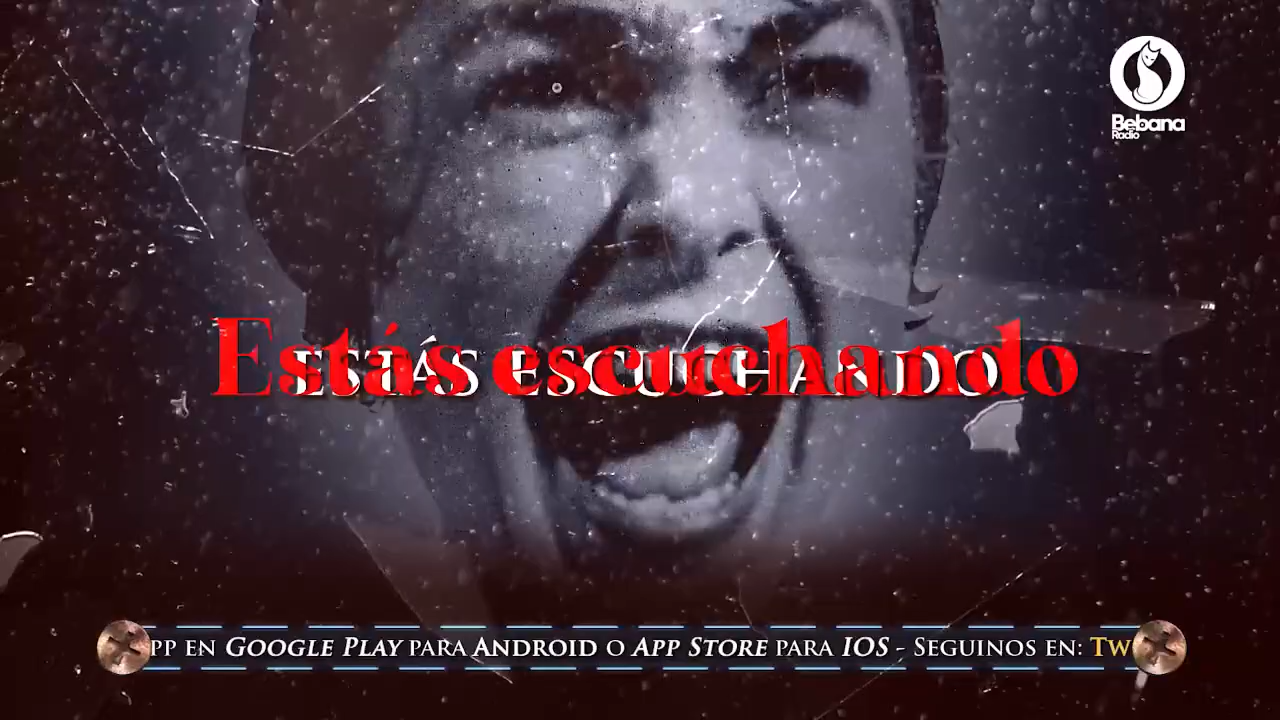 Bebana
Radio
Estás escuchando
ESTÁS ESCUCHANDO
PP EN GOOGLE PLAY PARA ANDROID O APP STORE PARA IOS - SEGUINOS EN: TW